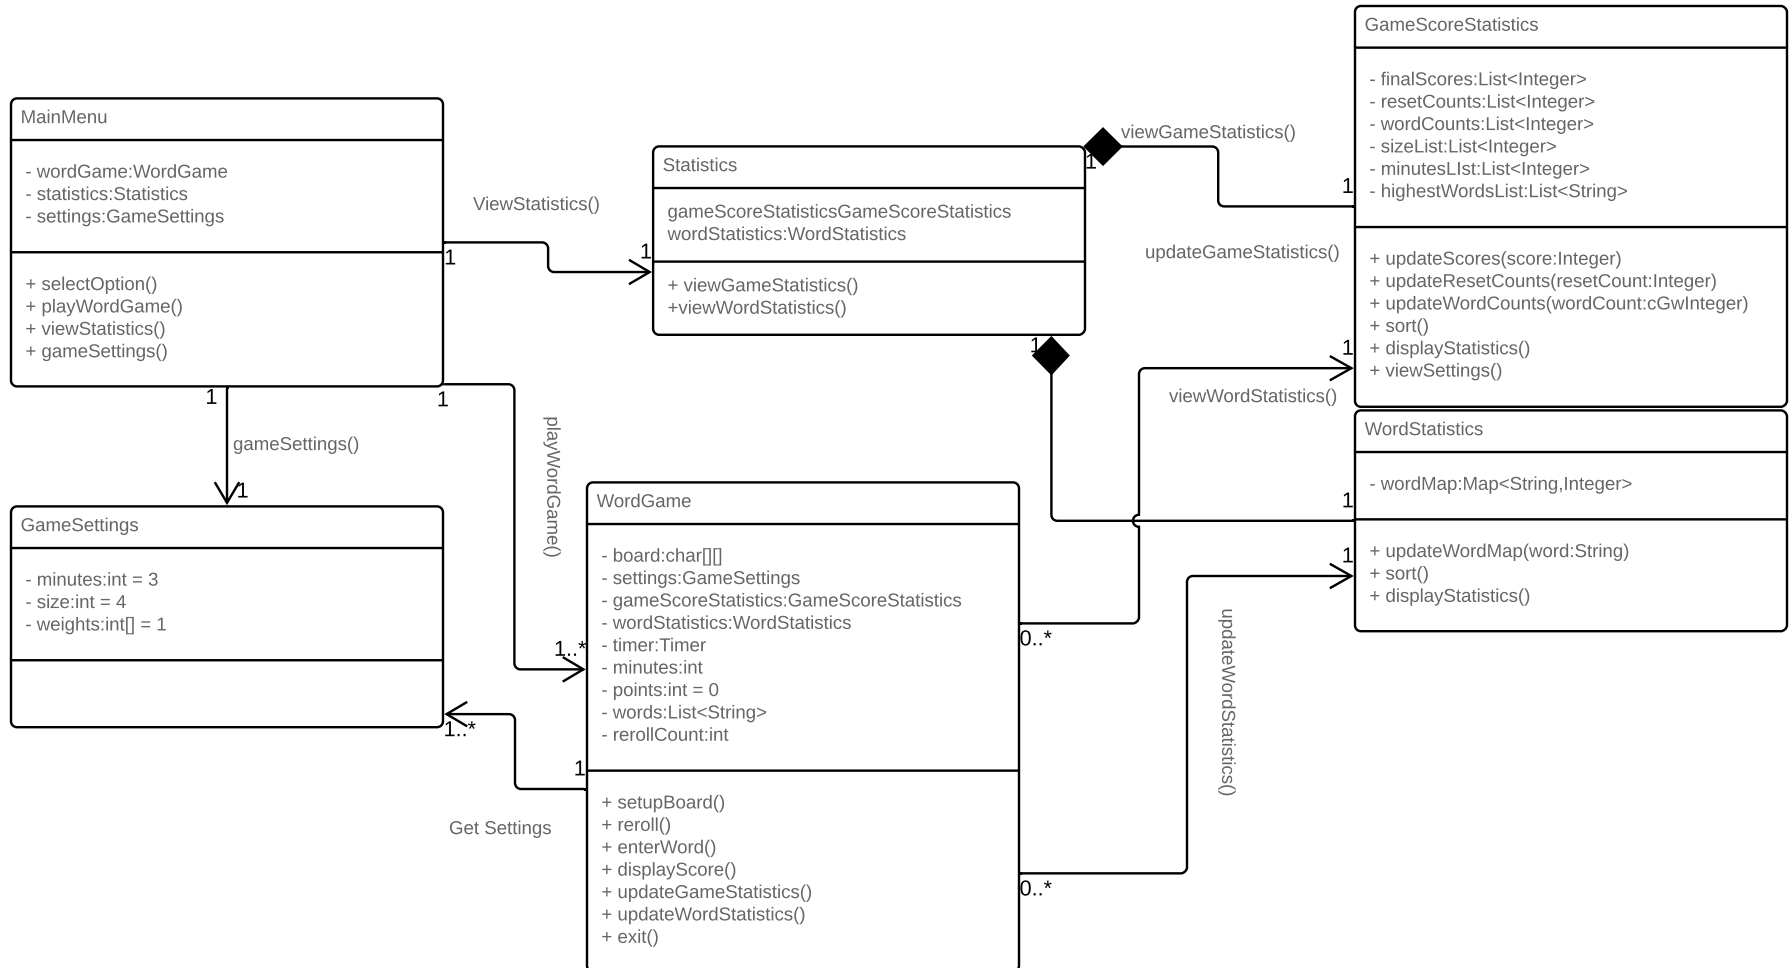 MainMenu
- wordGame:WordGame
- statistics:Statistics
- settings:GameSettings
+ selectOption()
+ playWordGame()
+ viewStatistics()
+ gameSettings()
1
1
1
ViewStatistics()
1
gameSettings()
1
playWordGame()
1..*
GameSettings
- minutes:int = 3
- size:int = 4
- weights:int[] = 1
1..*
1
Get Settings
Statistics
gameScoreStatisticsGameScoreStatistics
wordStatistics:WordStatistics
+ viewGameStatistics()
+viewWordStatistics()
1
viewGameStatistics()
1
1
updateGameStatistics()
1
viewWordStatistics()
1
1
WordGame
- board:char[][]
- settings:GameSettings
- gameScoreStatistics:GameScoreStatistics
- wordStatistics:WordStatistics
- timer:Timer
- minutes:int
- points:int = 0
- words:List<String>
- rerollCount:int
+ setupBoard()
+ reroll()
+ enterWord()
+ displayScore()
+ updateGameStatistics()
+ updateWordStatistics()
+ exit()
0..*
0..*
updateWordStatistics()
GameScoreStatistics
- finalScores:List<Integer>
- resetCounts:List<Integer>
- wordCounts:List<Integer>
- sizeList:List<Integer>
- minutesLIst:List<Integer>
- highestWordsList:List<String>
+ updateScores(score:Integer)
+ updateResetCounts(resetCount:Integer)
+ updateWordCounts(wordCount:cGwInteger)
+ sort()
+ displayStatistics()
+ viewSettings()
WordStatistics
- wordMap:Map<String,Integer>
+ updateWordMap(word:String)
+ sort()
+ displayStatistics()